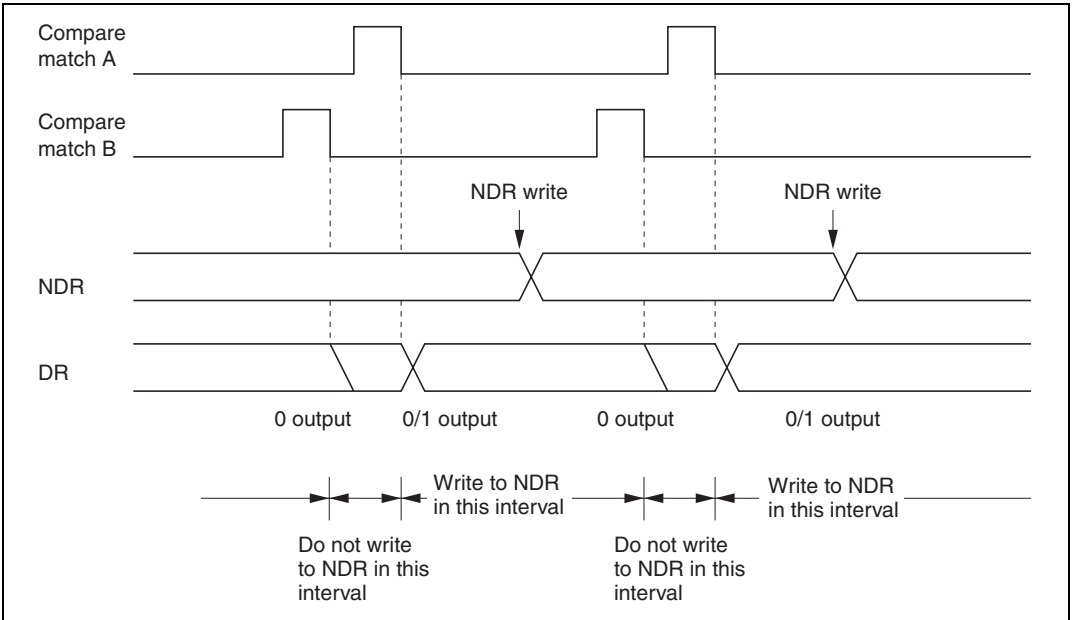 Compare
match A
Compare
match B
NDR write
NDR write
NDR
DR
0 output
0/1 output
0 output
0/1 output
Write to NDR
in this interval
Write to NDR
in this interval
Do not write
to NDR in this
interval
Do not write
to NDR in this
interval